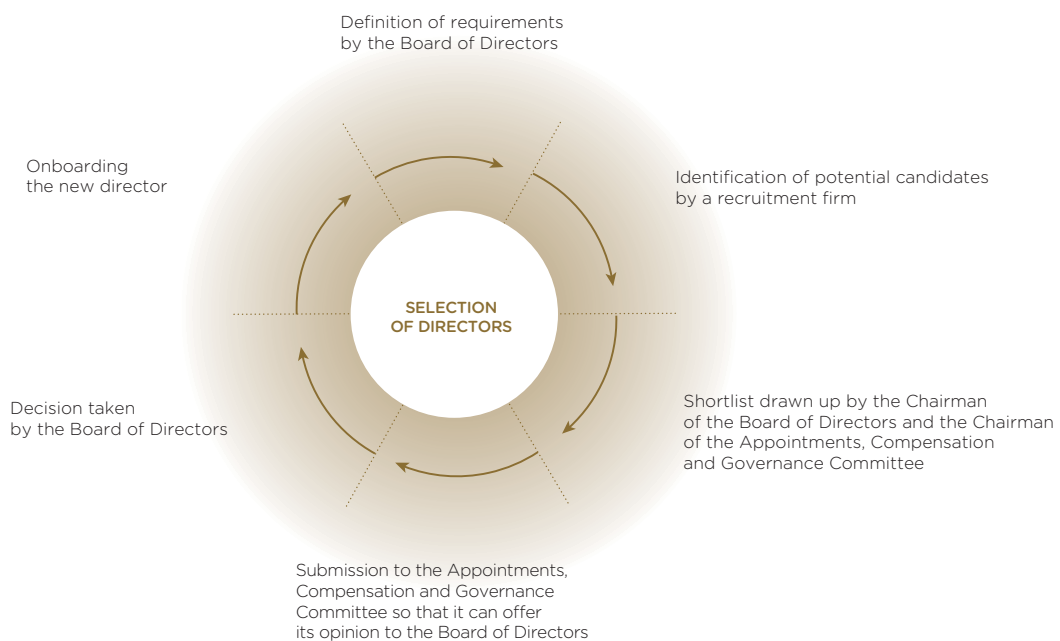 Definition of requirements
by the Board of Directors
Onboarding
the new director
Identification of potential candidates
by a recruitment firm
SELECTION
OF DIRECTORS
Decision taken
by the Board of Directors
Shortlist drawn up by the Chairman
of the Board of Directors and the Chairman
of the Appointments, Compensation
and Governance Committee
Submission to the Appointments,
Compensation and Governance
Committee so that it can offer
its opinion to the Board of Directors